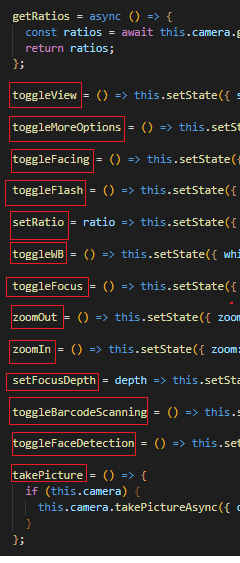 getRatios = async () => {
const ratios = await this.camera.g
return ratios;
};
toggleView = () => this.setState({ s
toggleMoreOptions = () => this.setSt
toggleFacing = () => this.setState({
toggleFlash = () => this.setState({
setRatio = ratio => this.setState({
toggleWB = () => this.setState({ whi
toggleFocus = () => this.setState({
zoomOut = () => this.setState({ zoom
zoomIn = () => this.setState({ zoom:
setFocusDepth = depth => this.setSta
toggleBarcodeScanning = () => this.s
toggleFaceDetection = () => this.set
takePicture = () => {
if (this.camera) {
this.camera.takePictureAsync({ o
}
};